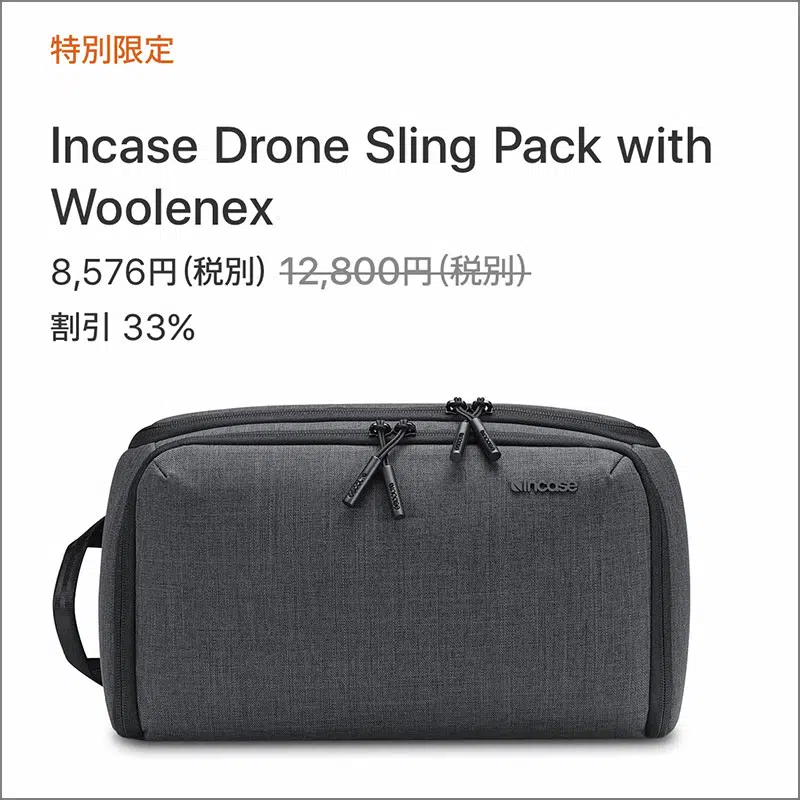 特別限定
Incase Drone Sling Pack with
Woolenex
8,576円(税別) 12,800円(税別)
割引 33%
incase